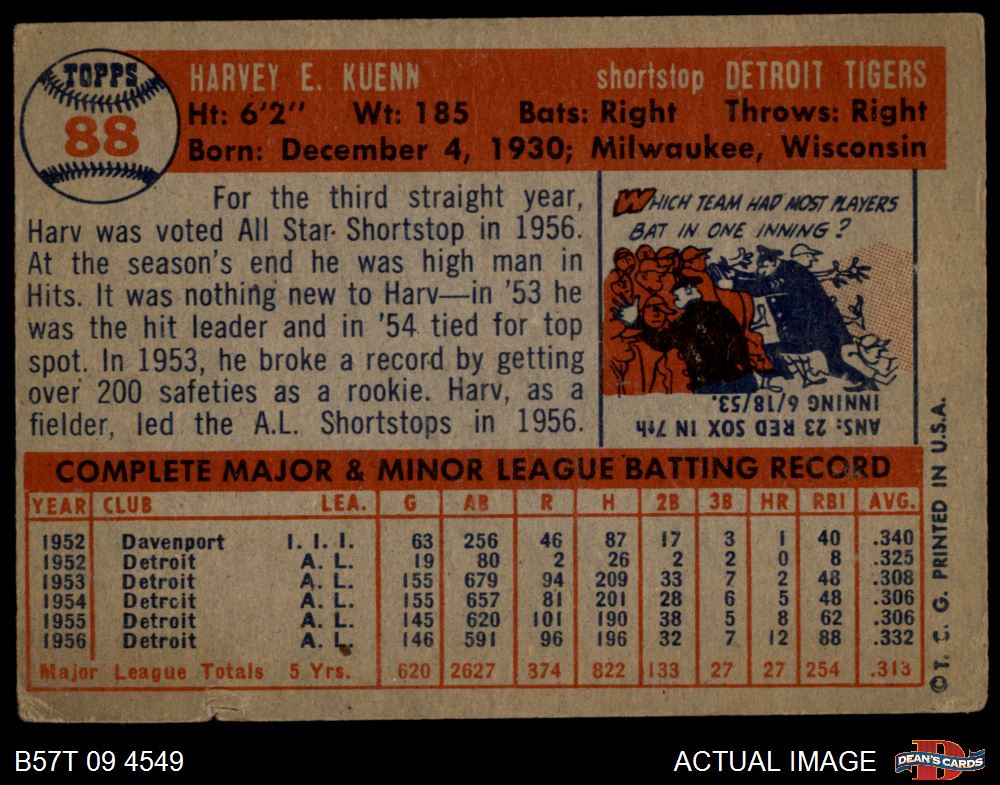 TOPPS
88
HARVEY E. KUENN shortstop DETROIT TIGERS
Ht: 6'2" Wt: 185 Bats: Right Throws: Right
Born: December 4, 1930; Milwaukee, Wisconsin
For the third straight year,
Harv was voted All Star Shortstop in 1956.
At the season's end he was high man in
Hits. It was nothing new to Harv—in '53 he
was the hit leader and in '54 tied for top
spot. In 1953, he broke a record by getting
over 200 safeties as a rookie. Harv, as a
fielder, led the A.L. Shortstops in 1956.
WHICH TEAM HAD MOST PLAYERS
BAT IN ONE INNING?
ANS: 23 RED SOX IN 7th
INNING 6/18/53.
COMPLETE MAJOR & MINOR LEAGUE BATTING RECORD
YEAR CLUB LEA. G AB R H 2B 3B HR RBI AVG.
1952 Davenport I. I. I. 63 256 46 87 17 3 1 40 .340
1952 Detroit A. L. 19 80 2 26 2 2 0 8 .325
1953 Detroit A. L. 155 679 94 209 33 7 2 48 .308
1954 Detroit A. L. 155 657 81 201 28 6 5 48 .306
1955 Detroit A. L. 145 620 101 190 38 5 8 62 .306
1956 Detroit A. L. 146 591 96 196 32 7 12 88 .332
Major League Totals 5 Yrs. 620 2627 374 822 133 27 27 254 .313
©T. C. G. PRINTED IN U.S.A.
B57T 09 4549
ACTUAL IMAGE
D
DEAN'S CARDS